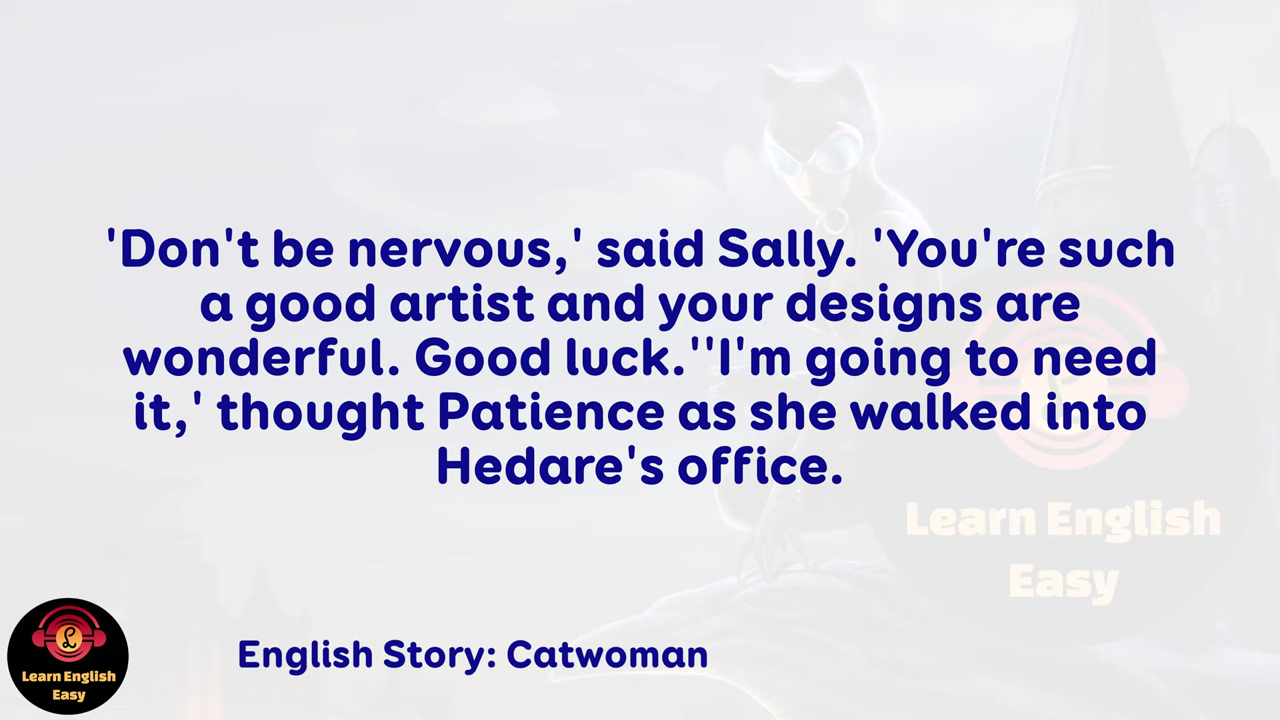 'Don't be nervous,' said Sally. 'You're such
a good artist and your designs are
wonderful. Good luck.''I'm going to need
it,' thought Patience as she walked into
Hedare's office.
Learn English
Easy
English Story: Catwoman
Learn English
Easy